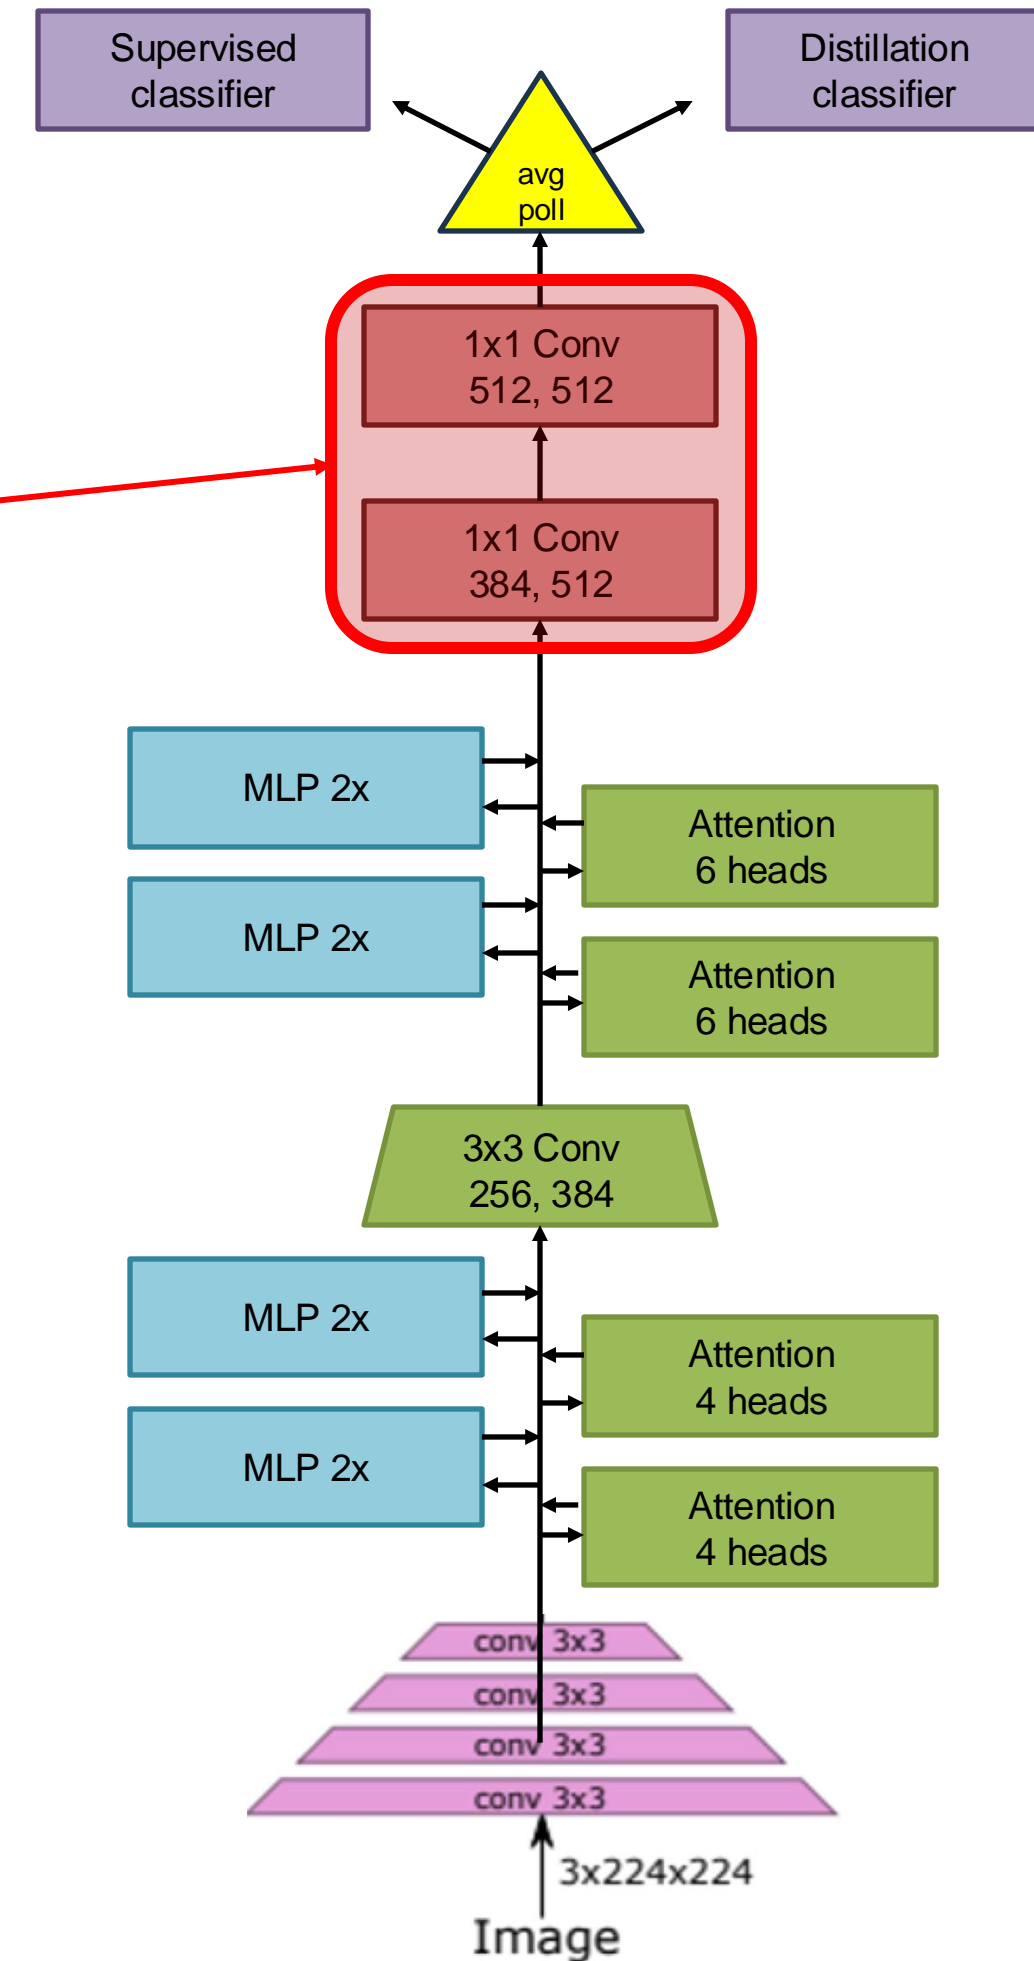 Supervised
classifier
Distillation
classifier
avg
poll
1x1 Conv
512, 512
1x1 Conv
384, 512
MLP 2x
Attention
6 heads
MLP 2x
Attention
6 heads
3x3 Conv
256, 384
MLP 2x
Attention
4 heads
MLP 2x
Attention
4 heads
conv 3x3
conv 3x3
conv 3x3
conv 3x3
3x224x224
Image